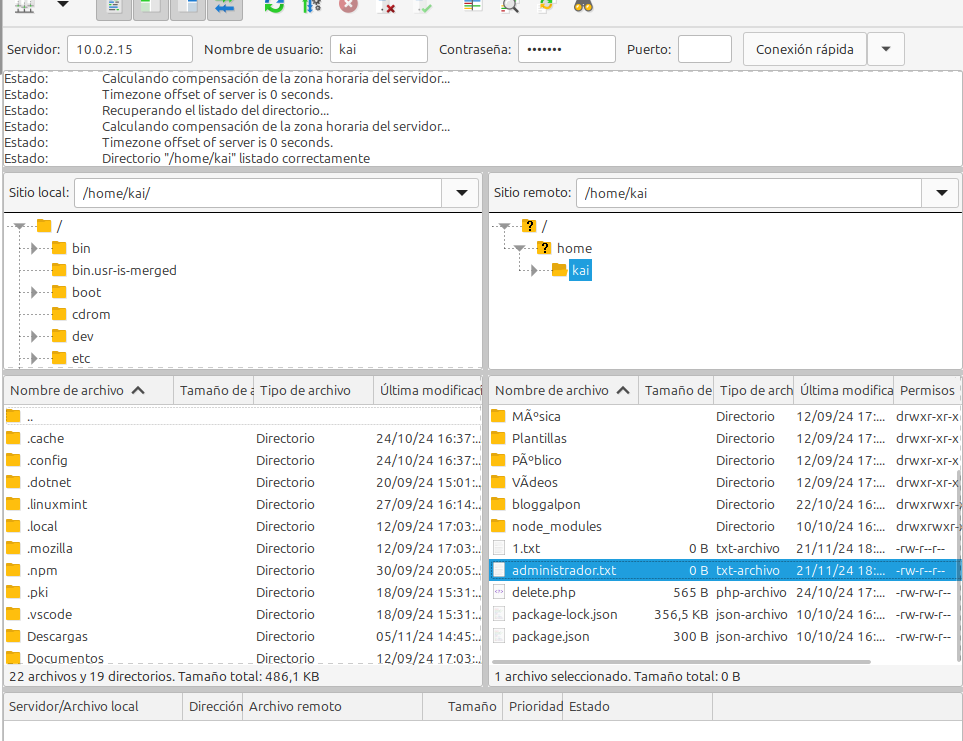 Servidor: 10.0.2.15 Nombre de usuario: kai Contraseña: ••••••• Puerto: Conexión rápida
Estado: Calculando compensación de la zona horaria del servidor...
Estado: Timezone offset of server is 0 seconds.
Estado: Recuperando el listado del directorio...
Estado: Calculando compensación de la zona horaria del servidor...
Estado: Timezone offset of server is 0 seconds.
Estado: Directorio "/home/kai" listado correctamente
Sitio local: /home/kai/
/
bin
bin.usr-is-merged
boot
cdrom
dev
etc
Sitio remoto: /home/kai
? /
? home
kai
Nombre de archivo Tamaño de a Tipo de archivo Última modificaci
..
.cache Directorio 24/10/24 16:37:..
.config Directorio 24/10/24 16:37:..
.dotnet Directorio 20/09/24 15:01:..
.linuxmint Directorio 27/09/24 16:14:..
.local Directorio 12/09/24 17:03:..
.mozilla Directorio 12/09/24 17:03:..
.npm Directorio 30/09/24 20:05:..
.pki Directorio 18/09/24 15:31:..
.vscode Directorio 18/09/24 15:31:..
Descargas Directorio 05/11/24 14:45:..
Documentos Directorio 12/09/24 17:03:..
22 archivos y 19 directorios. Tamaño total: 486,1 KB
Nombre de archivo Tamaño de Tipo de arch Última modifica Permisos
MÃºsica Directorio 12/09/24 17:... drwxr-xr-x
Plantillas Directorio 12/09/24 17:... drwxr-xr-x
PÃºblico Directorio 12/09/24 17:... drwxr-xr-x
VÃ­deos Directorio 12/09/24 17:... drwxr-xr-x
bloggalpon Directorio 22/10/24 16:... drwxrwxr-
node_modules Directorio 10/10/24 16:... drwxrwxr-
1.txt 0 B txt-archivo 21/11/24 18:... -rw-r--r--
administrador.txt 0 B txt-archivo 21/11/24 18:... -rw-r--r--
delete.php 565 B php-archivo 24/10/24 17:... -rw-rw-r--
package-lock.json 356,5 KB json-archivo 10/10/24 16:... -rw-rw-r--
package.json 300 B json-archivo 10/10/24 16:... -rw-rw-r--
1 archivo seleccionado. Tamaño total: 0 B
Servidor/Archivo local Dirección Archivo remoto Tamaño Prioridad Estado